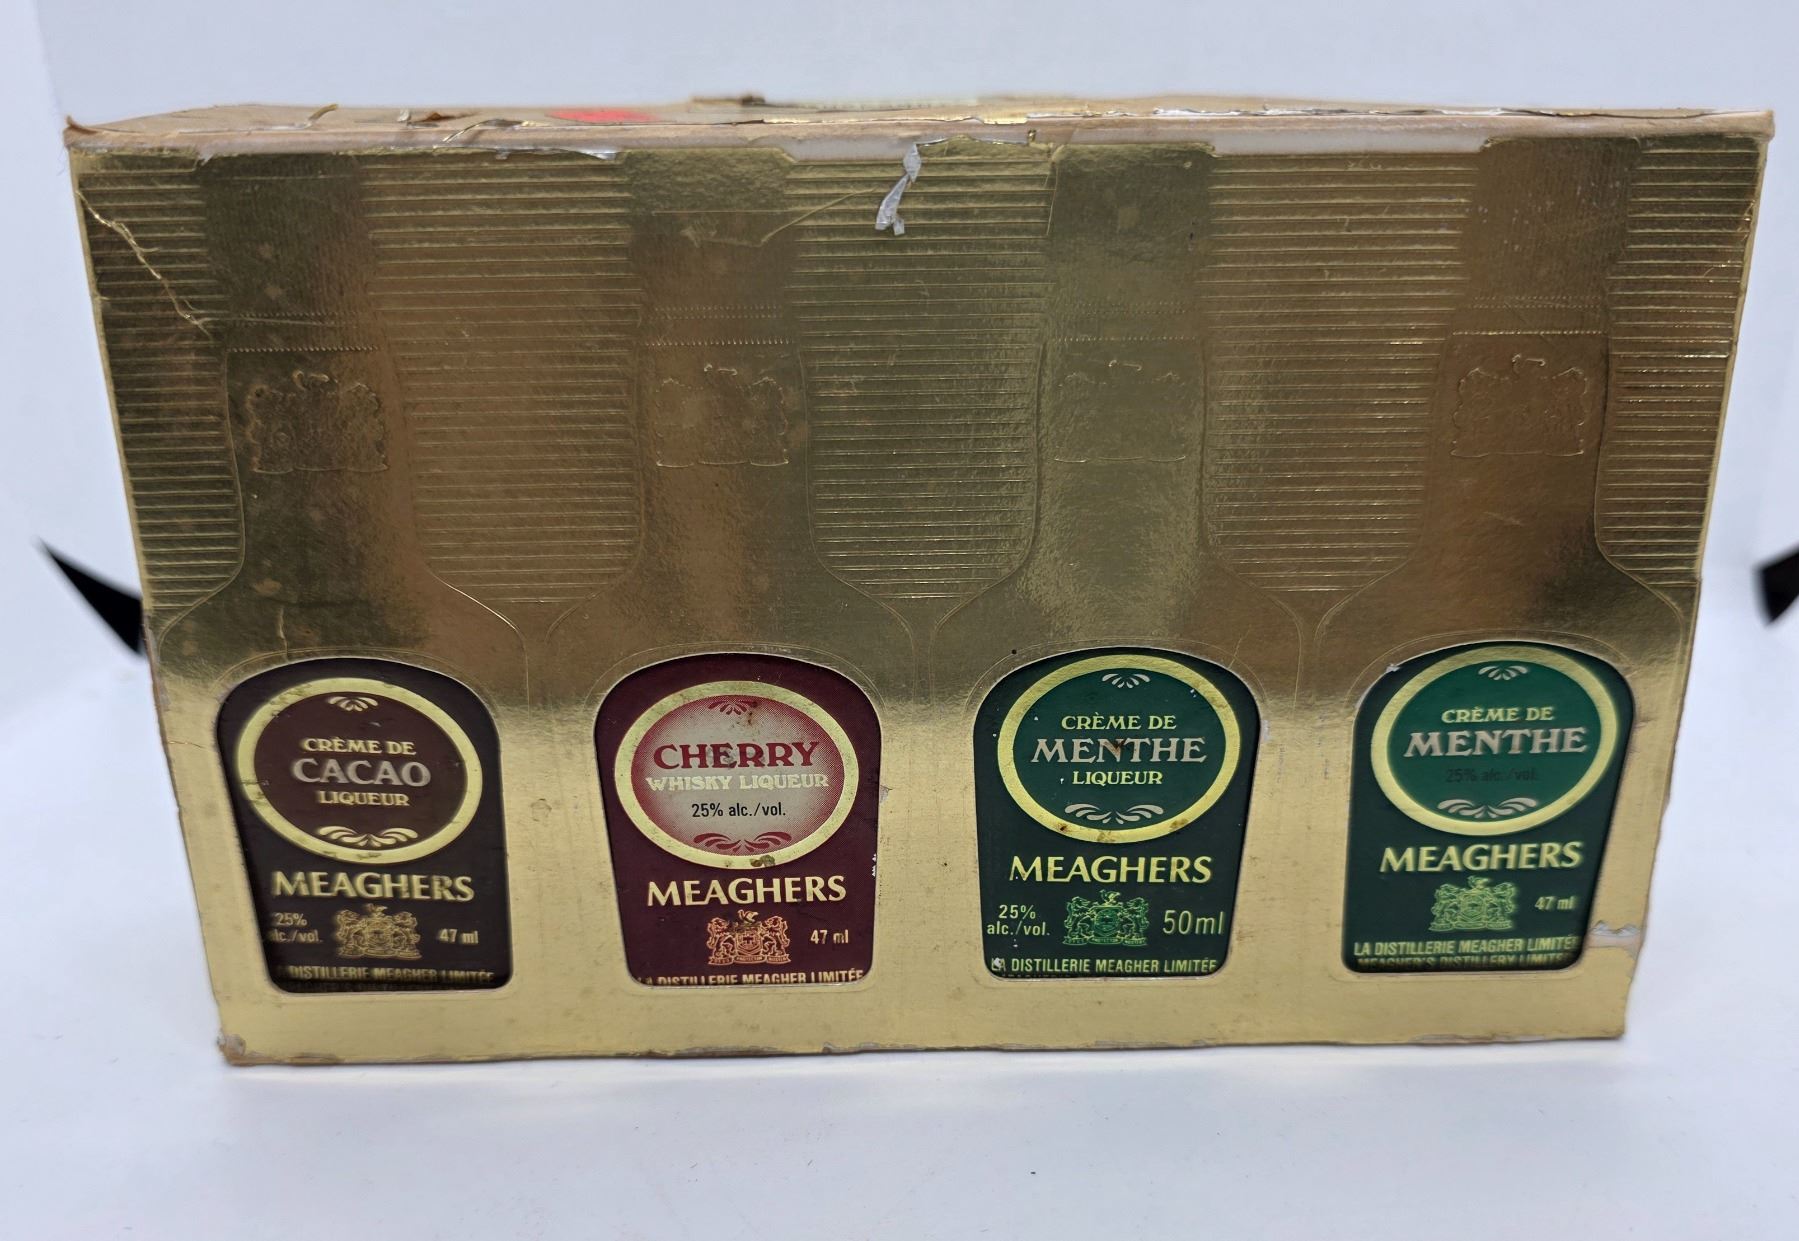 CRÈME DE
CACAO
LIQUEUR
MEAGHERS
25%
alc./vol.
47 ml
DISTILLERIE MEAGHER LIMITÉE
CHERRY
WHISKY LIQUEUR
25% alc./vol.
MEAGHERS
47 ml
LA DISTILLERIE MEAGHER LIMITÉE
CRÈME DE
MENTHE
LIQUEUR
MEAGHERS
25%
alc./vol.
50ml
LA DISTILLERIE MEAGHER LIMITÉE
CRÈME DE
MENTHE
25% alc./vol.
MEAGHERS
47 ml
LA DISTILLERIE MEAGHER LIMITÉE
MEAGHER'S DISTILLERY LIMITE